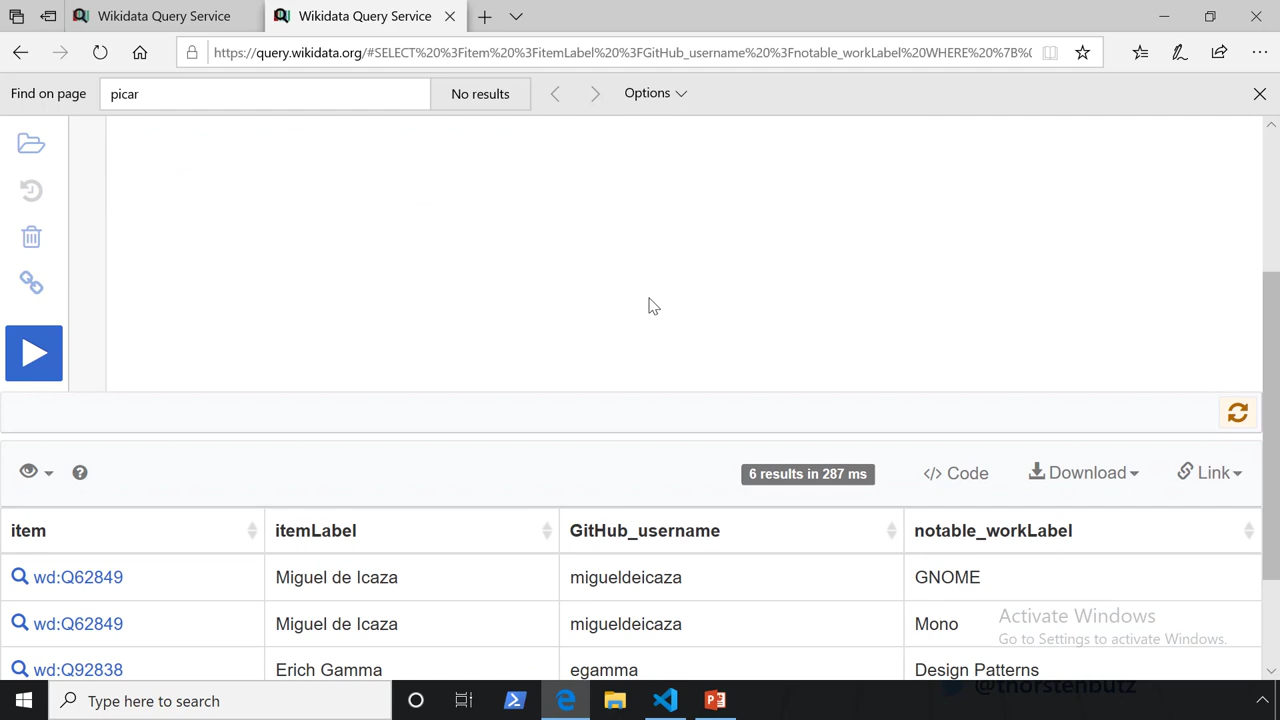 Wikidata Query Service
Wikidata Query Service
https://query.wikidata.org/#SELECT%20%3Fitem%20%3FitemLabel%20%3FGitHub_username%20%3Fnotable_workLabel%20WHERE%20%7B%0
Find on page
picar
No results
Options
6 results in 287 ms
</> Code
Download
Link
item
itemLabel
GitHub_username
notable_workLabel
wd:Q62849
Miguel de Icaza
migueldeicaza
GNOME
wd:Q62849
Miguel de Icaza
migueldeicaza
Mono
wd:Q92838
Erich Gamma
egamma
Design Patterns
Activate Windows
Go to Settings to activate Windows.
@thorstenbutz
Type here to search